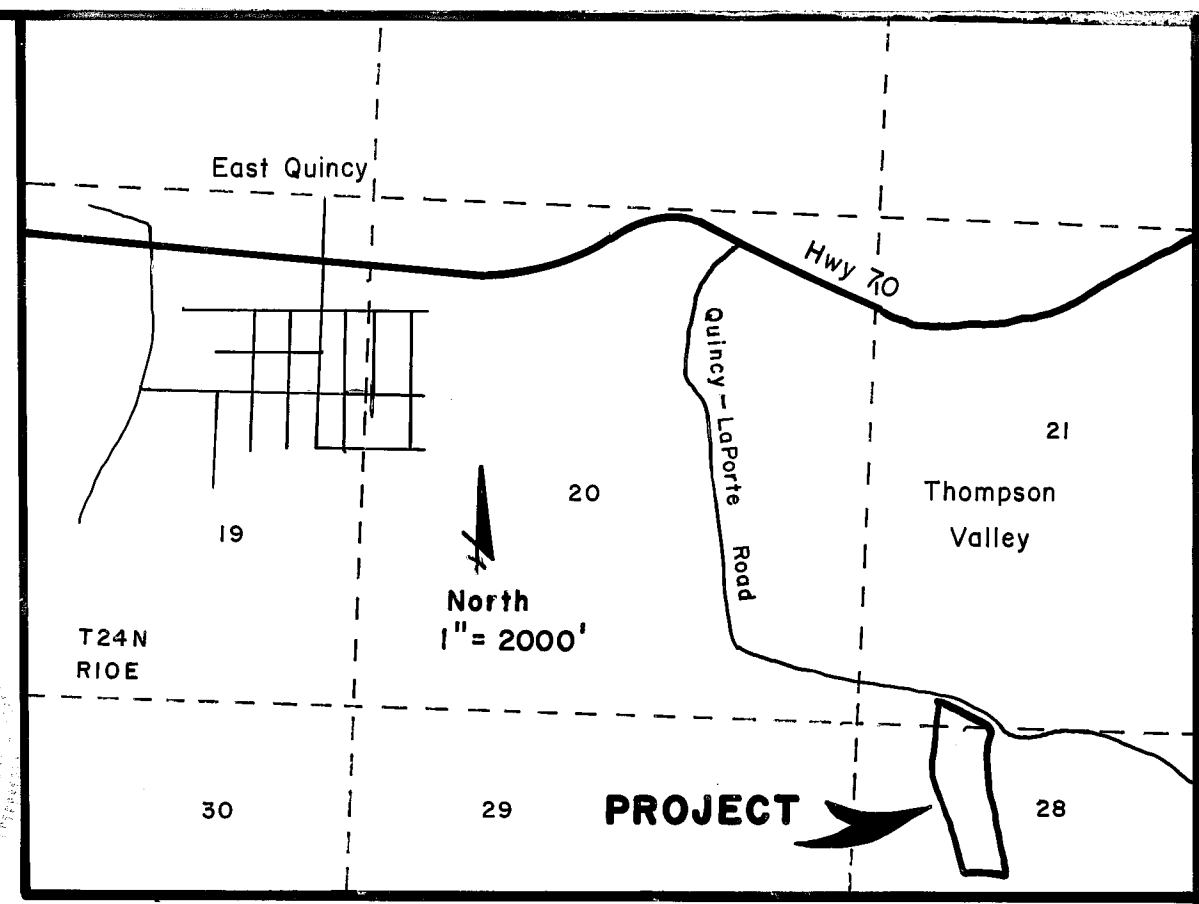 East Quincy
Hwy 70
Quincy – LaPorte Road
21
Thompson
Valley
20
19
North
1" = 2000'
T24N
R10E
30
29
PROJECT
28